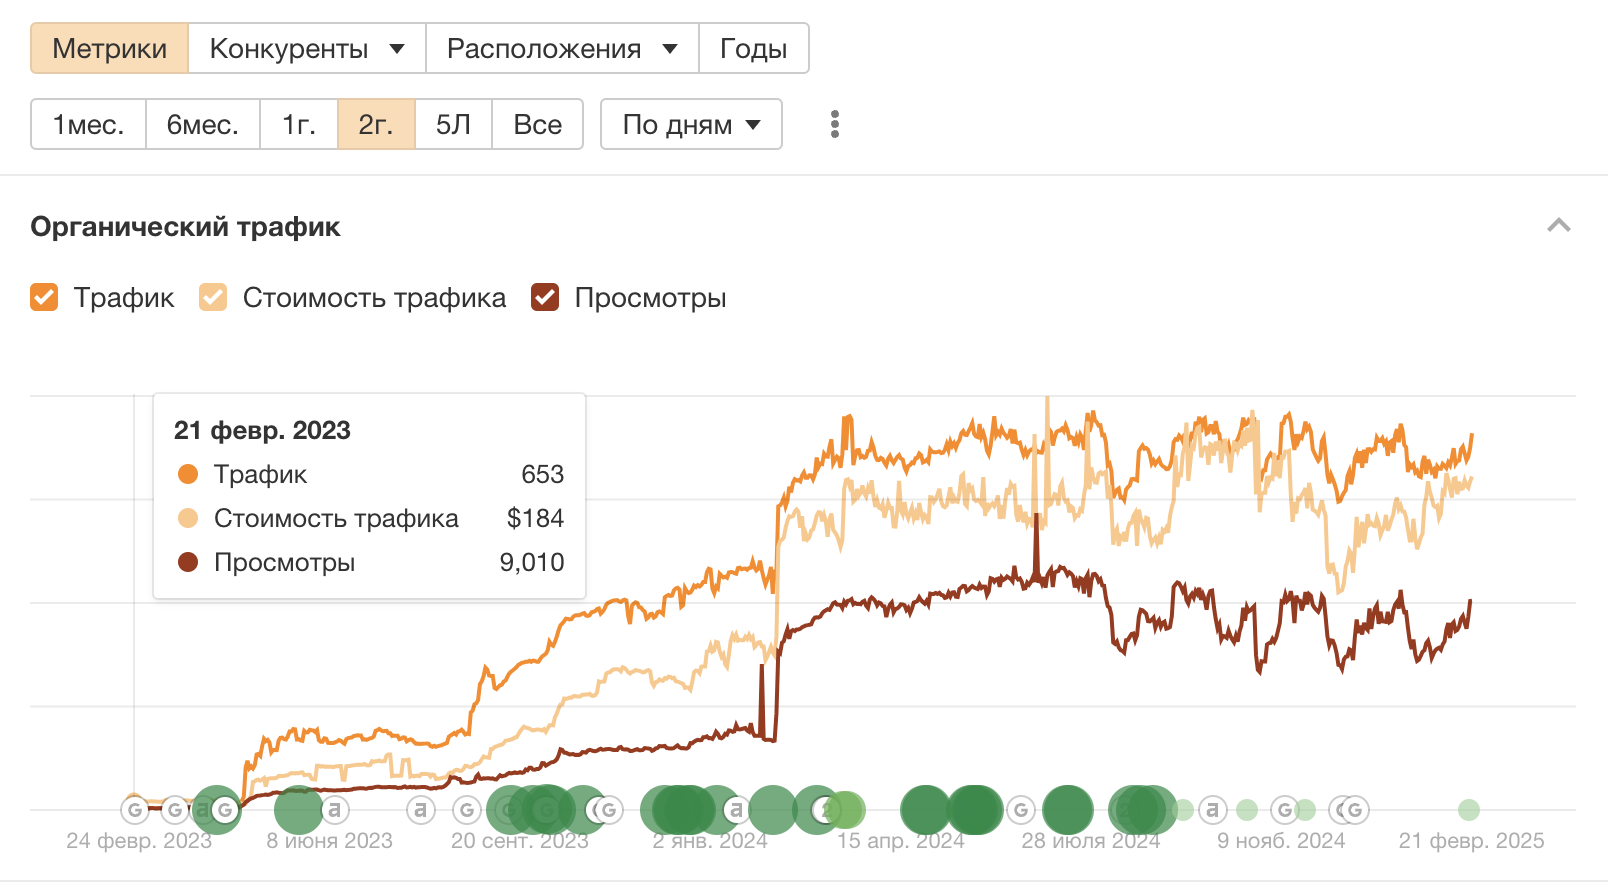 Метрики Конкуренты Расположения Годы
1мес. 6мес. 1г. 2г. 5Л Все По дням
Органический трафик
Трафик Стоимость трафика Просмотры
21 февр. 2023
Трафик 653
Стоимость трафика $184
Просмотры 9,010
G G a G a a G G G a 2 G a G G G
24 февр. 2023 8 июня 2023 20 сент. 2023 2 янв. 2024 15 апр. 2024 28 июля 2024 9 нояб. 2024 21 февр. 2025